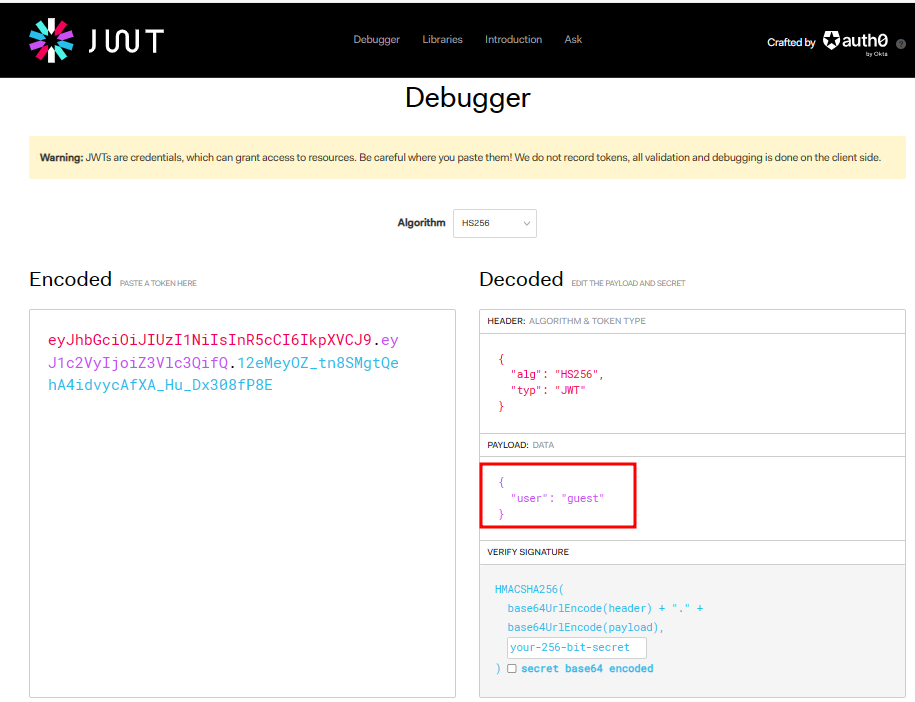 JWT
Debugger Libraries Introduction Ask
Crafted by auth0
by Okta
?
Debugger
Warning: JWTs are credentials, which can grant access to resources. Be careful where you paste them! We do not record tokens, all validation and debugging is done on the client side.
Algorithm HS256
Encoded PASTE A TOKEN HERE
eyJhbGciOiJIUzI1NiIsInR5cCI6IkpXVCJ9.ey
J1c2VyIjoiZ3Vlc3QifQ.12eMeyOZ_tn8SMgtQe
hA4idvycAfXA_Hu_Dx308fP8E
Decoded EDIT THE PAYLOAD AND SECRET
HEADER: ALGORITHM & TOKEN TYPE
{
"alg": "HS256",
"typ": "JWT"
}
PAYLOAD: DATA
{
"user": "guest"
}
VERIFY SIGNATURE
HMACSHA256(
base64UrlEncode(header) + "." +
base64UrlEncode(payload),
your-256-bit-secret
) secret base64 encoded